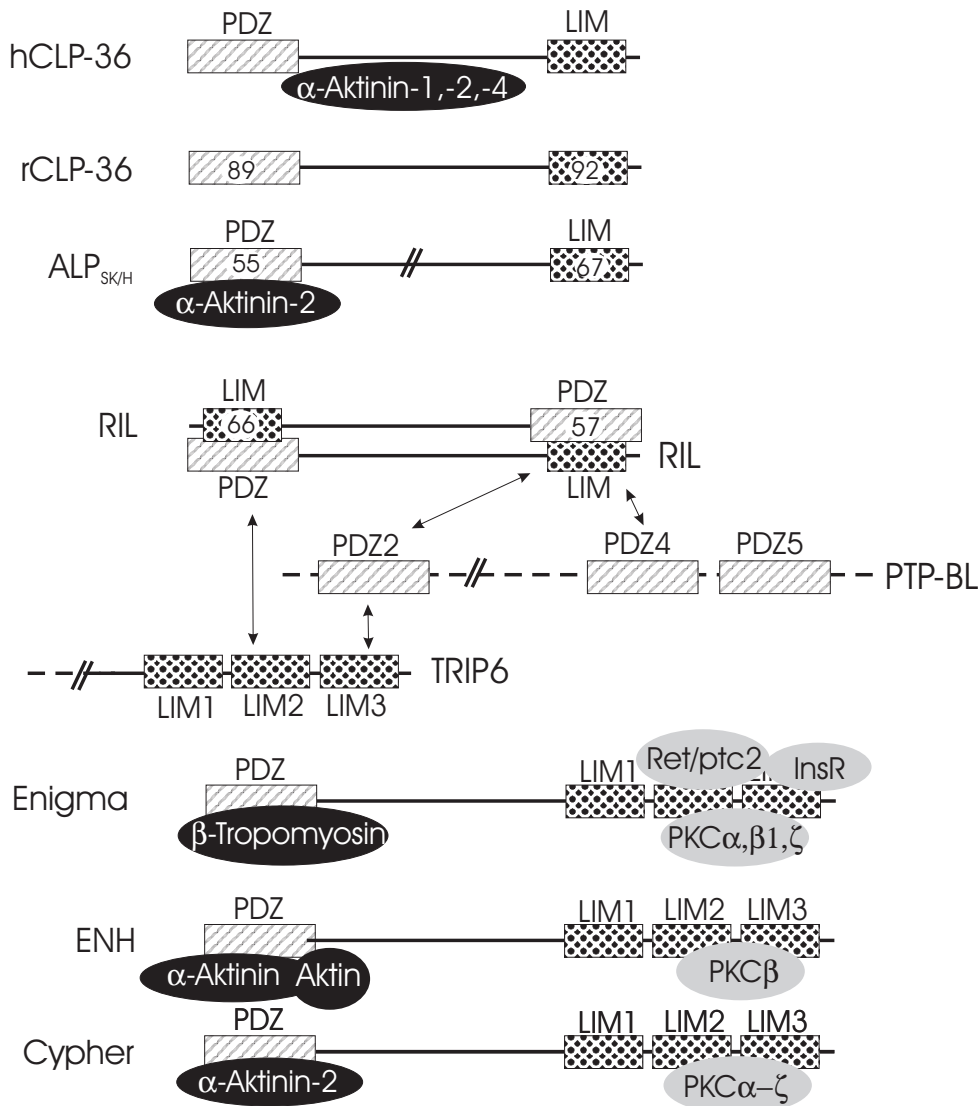 PDZ LIM
hCLP-36
α-Aktinin-1,-2,-4
rCLP-36 89 92
PDZ LIM
ALP SK/H 55 67
α-Aktinin-2
LIM PDZ
RIL 66 57
RIL
PDZ LIM
PDZ2 PDZ4 PDZ5
PTP-BL
TRIP6
LIM1 LIM2 LIM3
Ret/ptc2
PDZ LIM1 InsR
Enigma
β-Tropomyosin PKCα,β1,ζ
PDZ LIM1 LIM2 LIM3
ENH
α-Aktinin Aktin PKCβ
PDZ LIM1 LIM2 LIM3
Cypher
α-Aktinin-2 PKCα–ζ